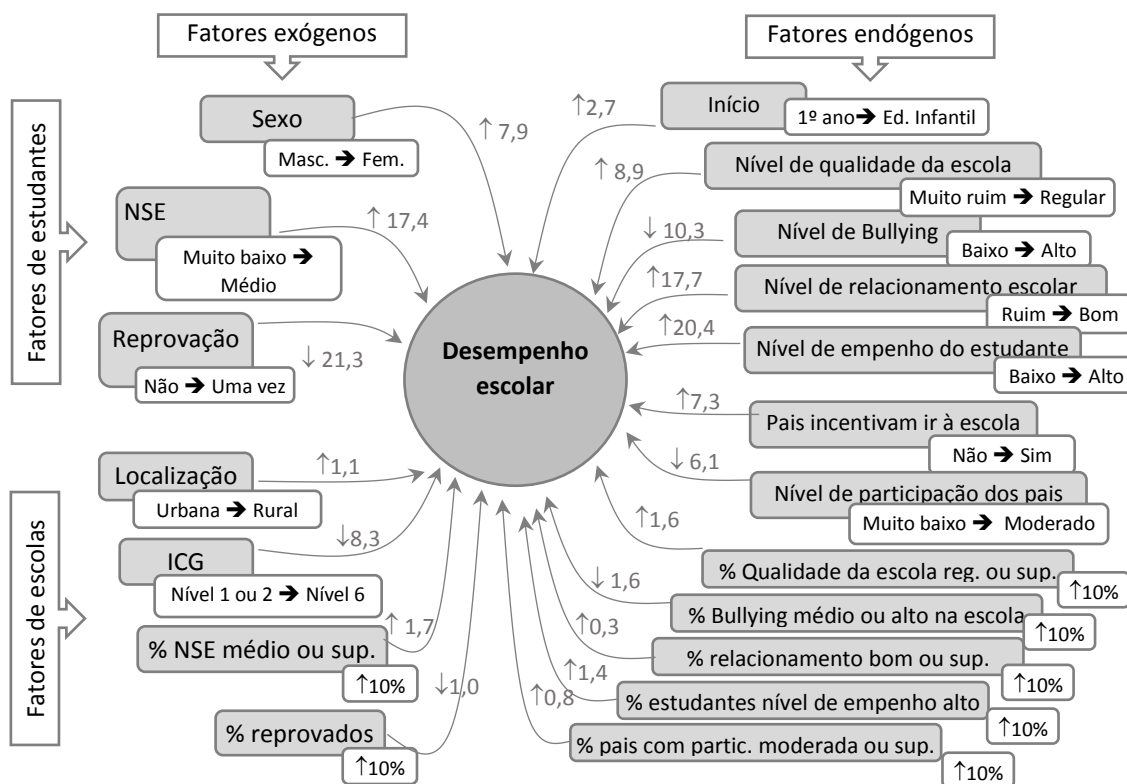 Fatores exógenos
Fatores endógenos
Fatores de estudantes
Sexo
Masc. ➔ Fem.
↑ 7,9
NSE
Muito baixo ➔
Médio
↑ 17,4
Reprovação
Não ➔ Uma vez
↓ 21,3
Desempenho
escolar
Início
1º ano ➔ Ed. Infantil
↑2,7
Nível de qualidade da escola
Muito ruim ➔ Regular
↑ 8,9
Nível de Bullying
Baixo ➔ Alto
↓ 10,3
Nível de relacionamento escolar
Ruim ➔ Bom
↑17,7
Nível de empenho do estudante
Baixo ➔ Alto
↑20,4
Pais incentivam ir à escola
Não ➔ Sim
↑7,3
Nível de participação dos pais
Muito baixo ➔ Moderado
↓ 6,1
Fatores de escolas
Localização
Urbana ➔ Rural
↑1,1
ICG
Nível 1 ou 2 ➔ Nível 6
↓8,3
% NSE médio ou sup.
↑10%
↑ 1,7
% reprovados
↑10%
↓1,0
% Qualidade da escola reg. ou sup.
↑10%
↑1,6
% Bullying médio ou alto na escola
↑10%
↓ 1,6
% relacionamento bom ou sup.
↑10%
↑0,3
% estudantes nível de empenho alto
↑10%
↑1,4
% pais com partic. moderada ou sup.
↑10%
↑0,8